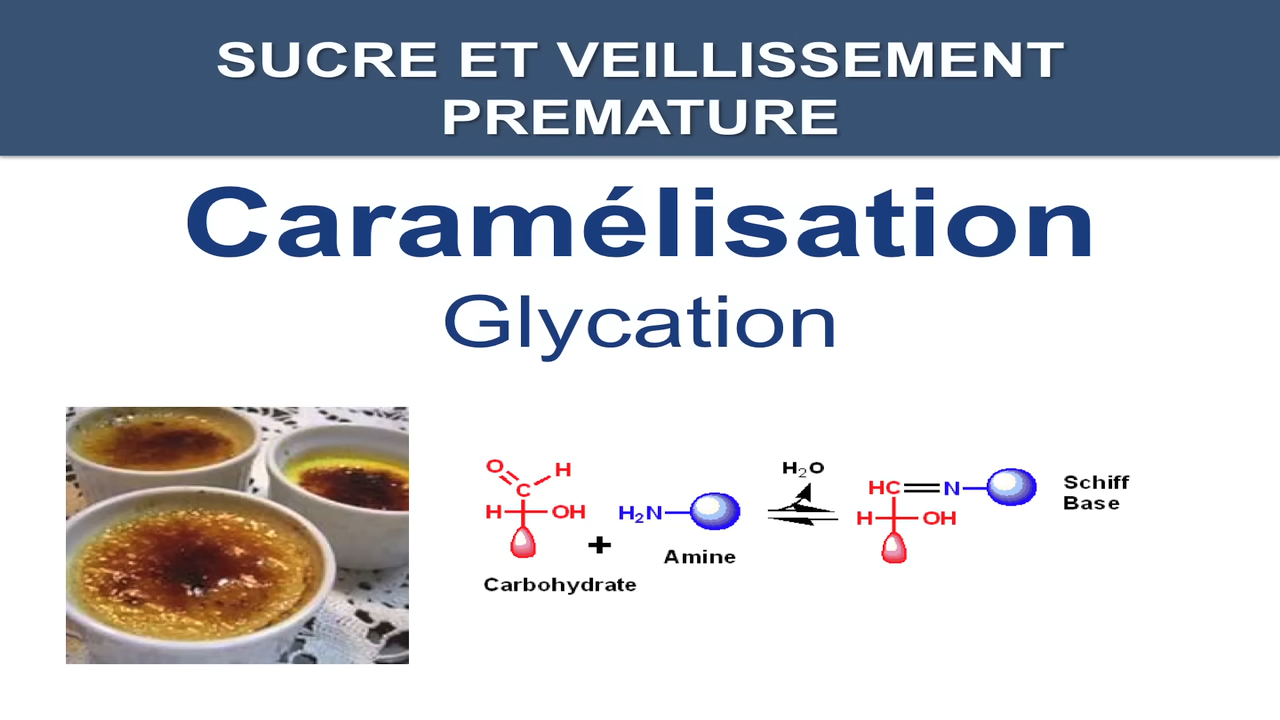 SUCRE ET VEILLISSEMENT
PREMATURE
Caramélisation
Glycation
O
H
C
H
OH
+
Carbohydrate
H₂N
Amine
H₂O
HC
N
H
OH
Schiff
Base